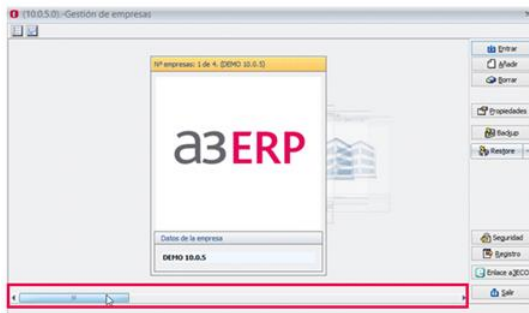 (10.0.5.0).-Gestión de empresas
Nº empresas: 1 de 4. (DEMO 10.0.5)
a3ERP
Datos de la empresa
DEMO 10.0.5
Entrar
Añadir
Borrar
Propiedades
Backup
Restore
Seguridad
Registro
Enlace a3ECO
Salir